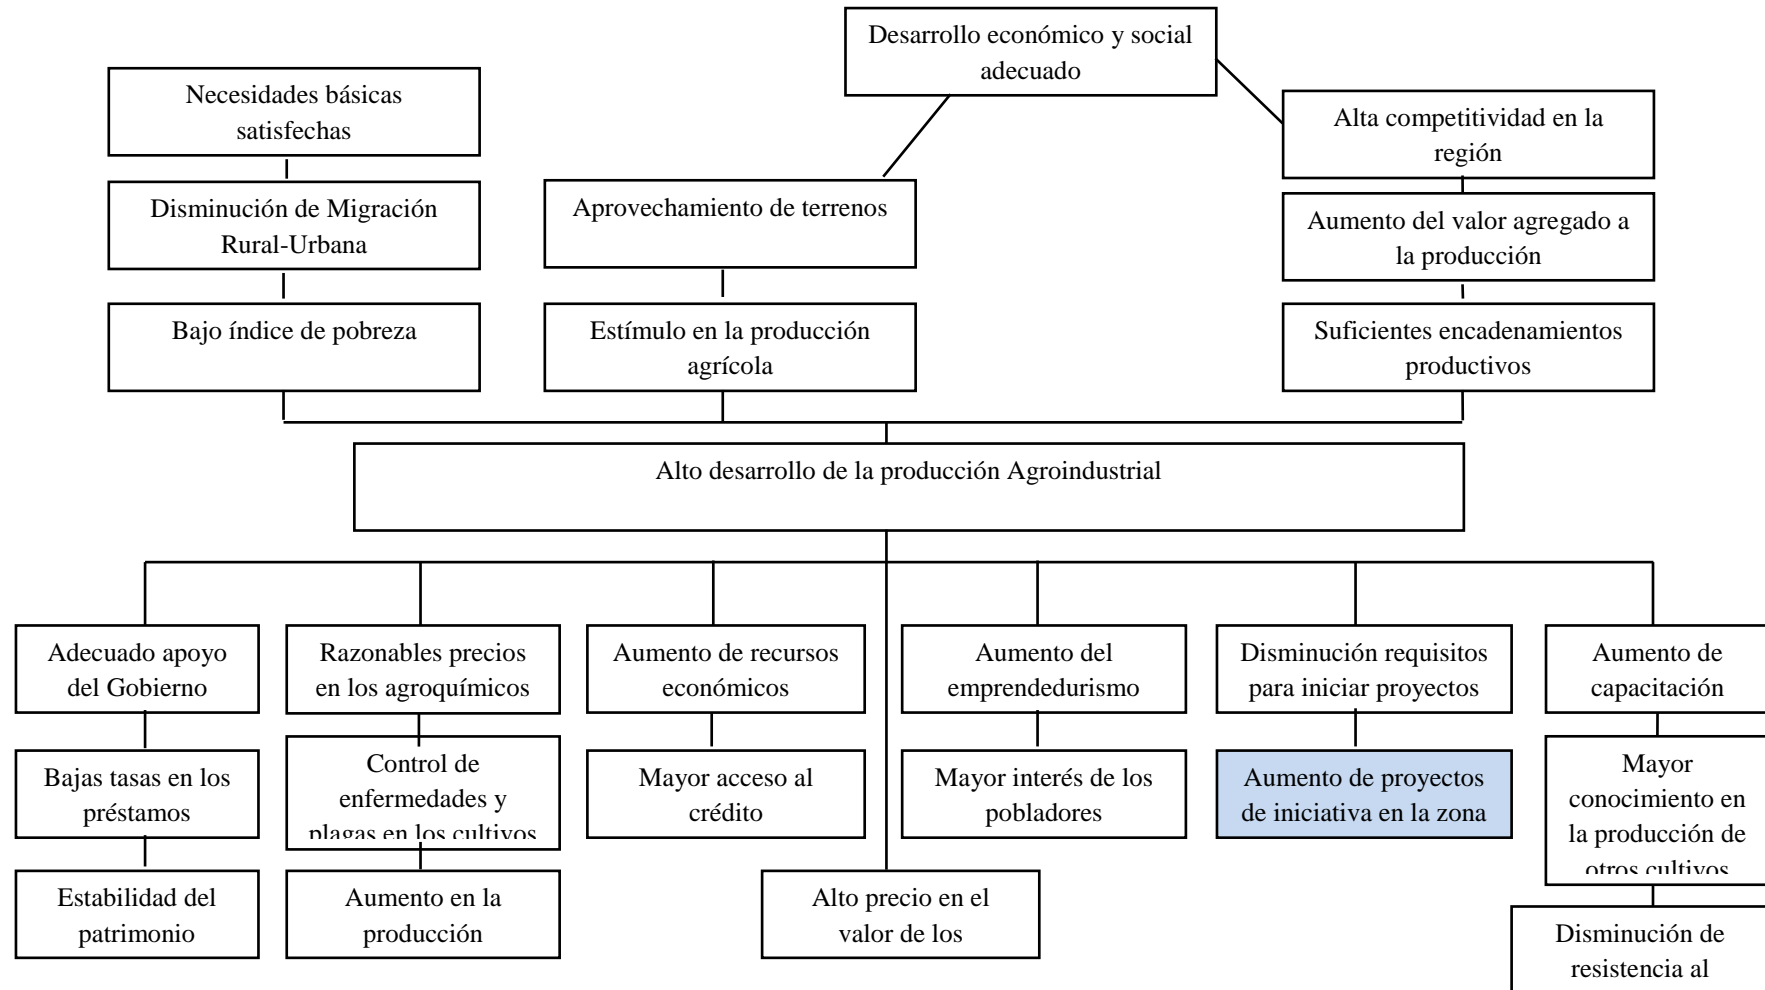 Desarrollo económico y social
adecuado
Necesidades básicas
satisfechas
Alta competitividad en la
región
Disminución de Migración
Rural-Urbana
Aprovechamiento de terrenos
Aumento del valor agregado a
la producción
Bajo índice de pobreza
Estímulo en la producción
agrícola
Suficientes encadenamientos
productivos
Alto desarrollo de la producción Agroindustrial
Adecuado apoyo
del Gobierno
Razonables precios
en los agroquímicos
Aumento de recursos
económicos
Aumento del
emprendedurismo
Disminución requisitos
para iniciar proyectos
Aumento de
capacitación
Bajas tasas en los
préstamos
Control de
enfermedades y
plagas en los cultivos
Mayor acceso al
crédito
Mayor interés de los
pobladores
Aumento de proyectos
de iniciativa en la zona
Mayor
conocimiento en
la producción de
otros cultivos
Estabilidad del
patrimonio
Aumento en la
producción
Alto precio en el
valor de los
Disminución de
resistencia al